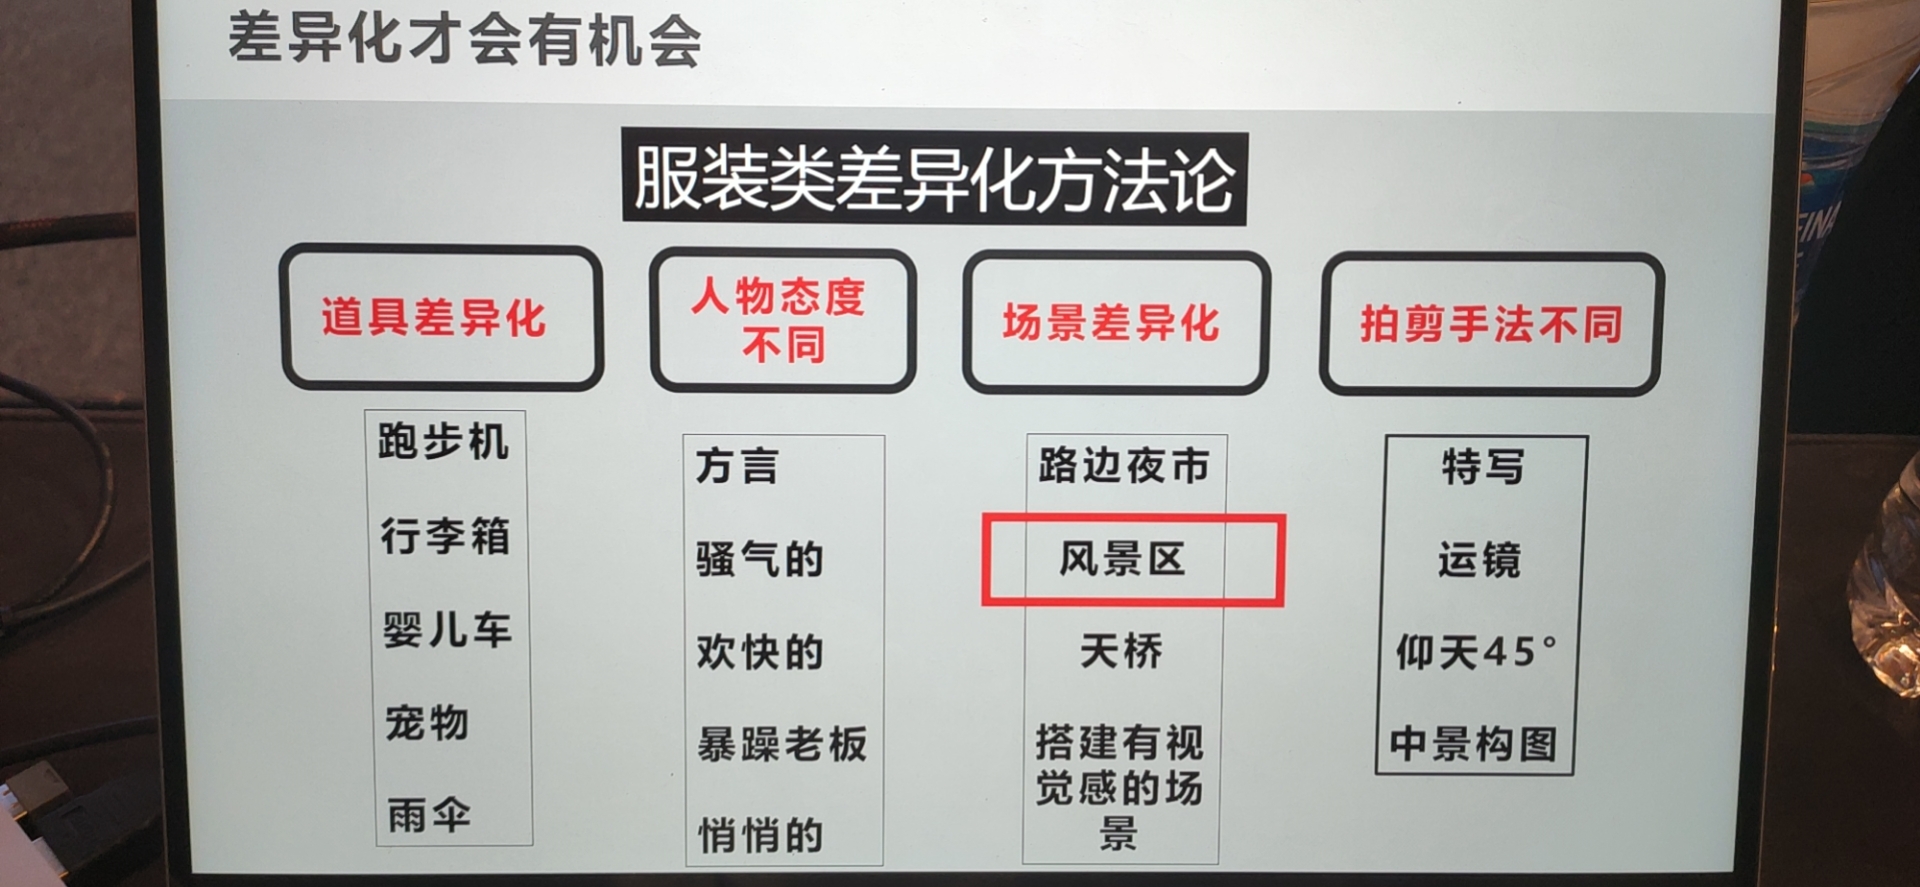 差异化才会有机会
服装类差异化方法论
道具差异化
跑步机
行李箱
婴儿车
宠物
雨伞
人物态度
不同
方言
骚气的
欢快的
暴躁老板
悄悄的
场景差异化
路边夜市
风景区
天桥
搭建有视
觉感的场
景
拍剪手法不同
特写
运镜
仰天45°
中景构图